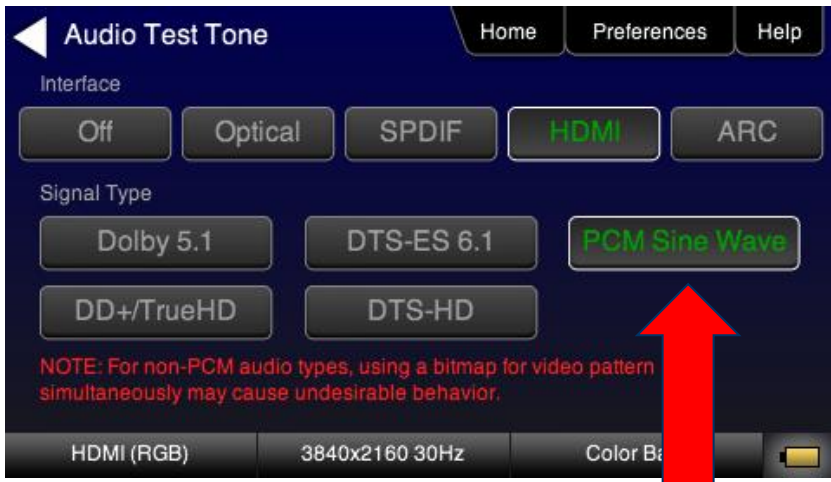 Audio Test Tone
Home
Preferences
Help
Interface
Off
Optical
SPDIF
HDMI
ARC
Signal Type
Dolby 5.1
DTS-ES 6.1
PCM Sine Wave
DD+/TrueHD
DTS-HD
NOTE: For non-PCM audio types, using a bitmap for video pattern
simultaneously may cause undesirable behavior.
HDMI (RGB)
3840x2160 30Hz
Color